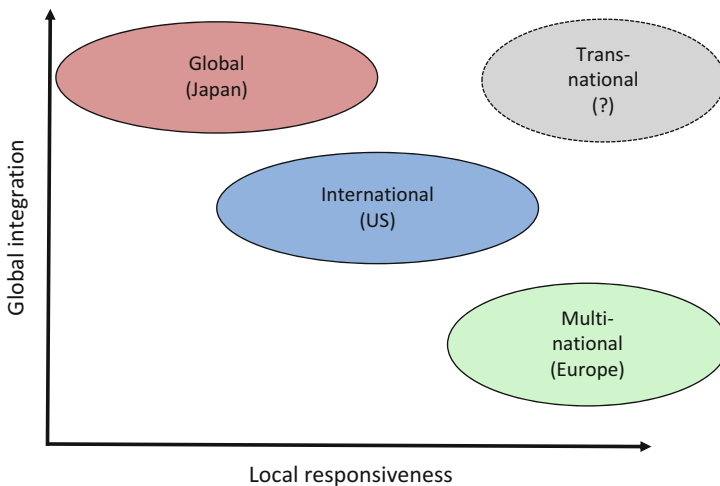 Global
(Japan)
Trans-
national
(?)
International
(US)
Multi-
national
(Europe)
Global integration
Local responsiveness